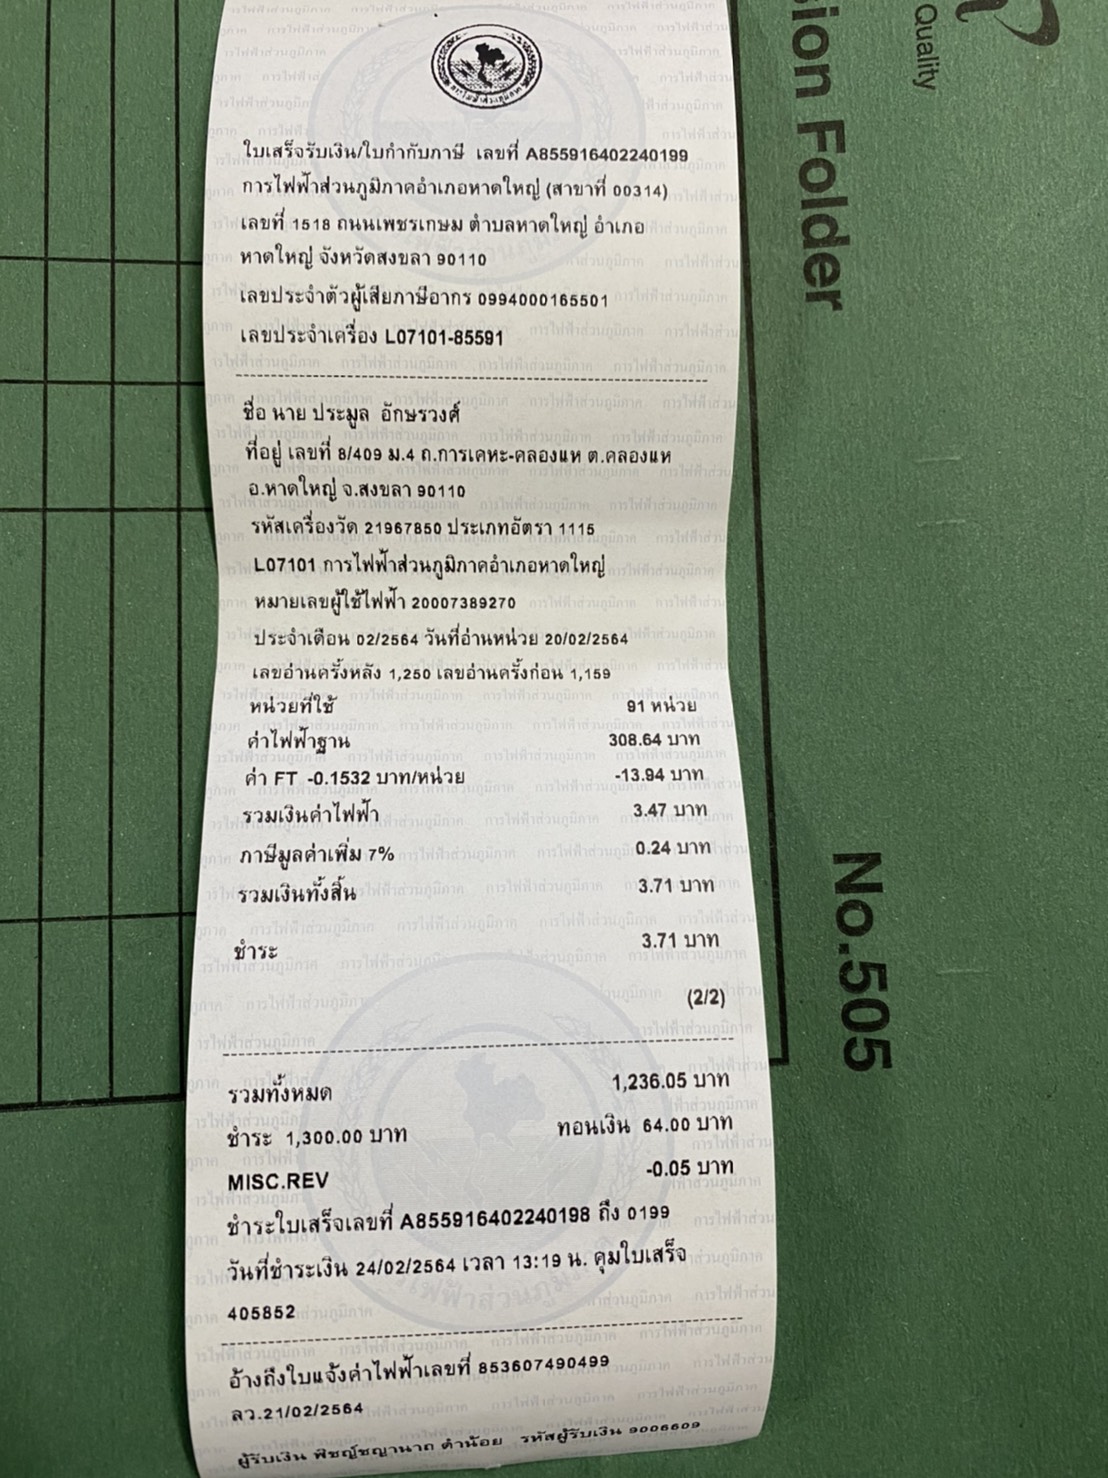 ใบเสร็จรับเงิน/ใบกำกับภาษี เลขที่ A855916402240199
การไฟฟ้าส่วนภูมิภาคอำเภอหาดใหญ่ (สาขาที่ 00314)
เลขที่ 1518 ถนนเพชรเกษม ตำบลหาดใหญ่ อำเภอ
หาดใหญ่ จังหวัดสงขลา 90110
เลขประจำตัวผู้เสียภาษีอากร 0994000165501
เลขประจำเครื่อง L07101-85591
ชื่อ นาย ประมูล อักษรวงศ์
ที่อยู่ เลขที่ 8/409 ม.4 ถ.การเคหะ-คลองแห ต.คลองแห
อ.หาดใหญ่ จ.สงขลา 90110
รหัสเครื่องวัด 21967850 ประเภทอัตรา 1115
L07101 การไฟฟ้าส่วนภูมิภาคอำเภอหาดใหญ่
หมายเลขผู้ใช้ไฟฟ้า 20007389270
ประจำเดือน 02/2564 วันที่อ่านหน่วย 20/02/2564
เลขอ่านครั้งหลัง 1,250 เลขอ่านครั้งก่อน 1,159
หน่วยที่ใช้ 91 หน่วย
ค่าไฟฟ้าฐาน 308.64 บาท
ค่า FT -0.1532 บาท/หน่วย -13.94 บาท
รวมเงินค่าไฟฟ้า 3.47 บาท
ภาษีมูลค่าเพิ่ม 7% 0.24 บาท
รวมเงินทั้งสิ้น 3.71 บาท
ชำระ 3.71 บาท
(2/2)
รวมทั้งหมด 1,236.05 บาท
ชำระ 1,300.00 บาท ทอนเงิน 64.00 บาท
MISC.REV -0.05 บาท
ชำระใบเสร็จเลขที่ A855916402240198 ถึง 0199
วันที่ชำระเงิน 24/02/2564 เวลา 13:19 น. คุมใบเสร็จ
405852
อ้างถึงใบแจ้งค่าไฟฟ้าเลขที่ 853607490499
ลว.21/02/2564
ผู้รับเงิน พิชญ์ชญานาถ ดำน้อย รหัสผู้รับเงิน 9006609
Quality
sion Folder
No.505